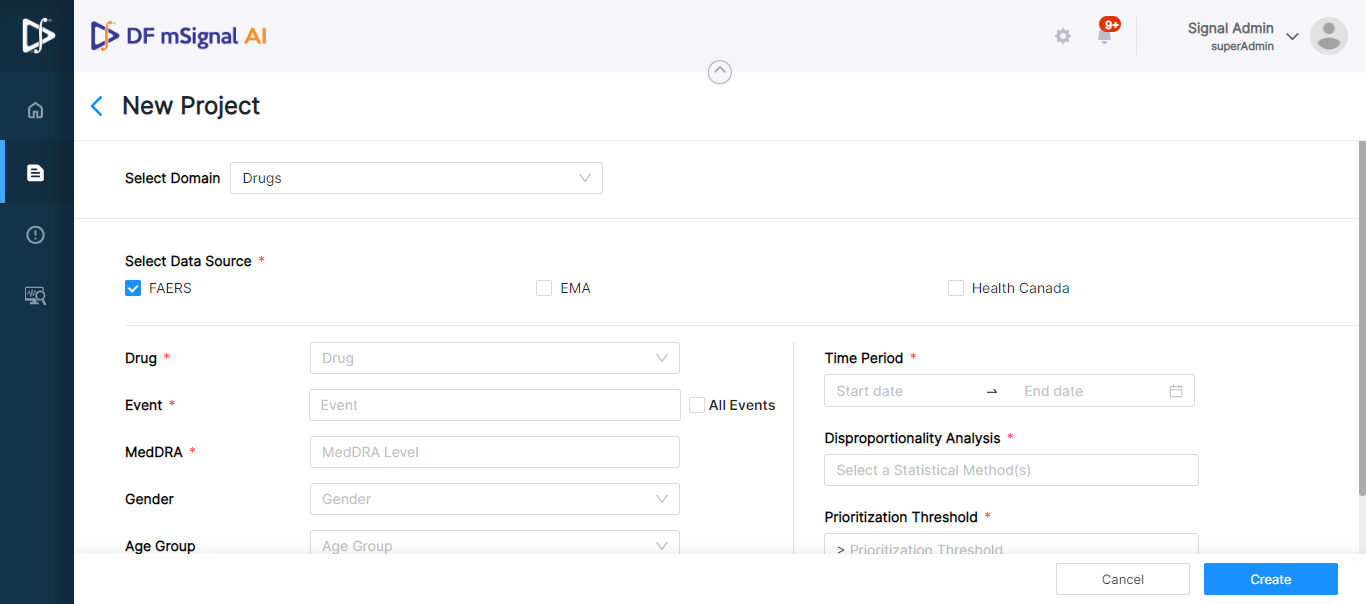 DF mSignal AI
9+
Signal Admin
superAdmin
New Project
Select Domain
Drugs
Select Data Source *
FAERS
EMA
Health Canada
Drug *
Drug
Event *
Event
All Events
MedDRA *
MedDRA Level
Gender
Gender
Age Group
Age Group
Time Period *
Start date → End date
Disproportionality Analysis *
Select a Statistical Method(s)
Prioritization Threshold *
> Prioritization Threshold
Cancel
Create